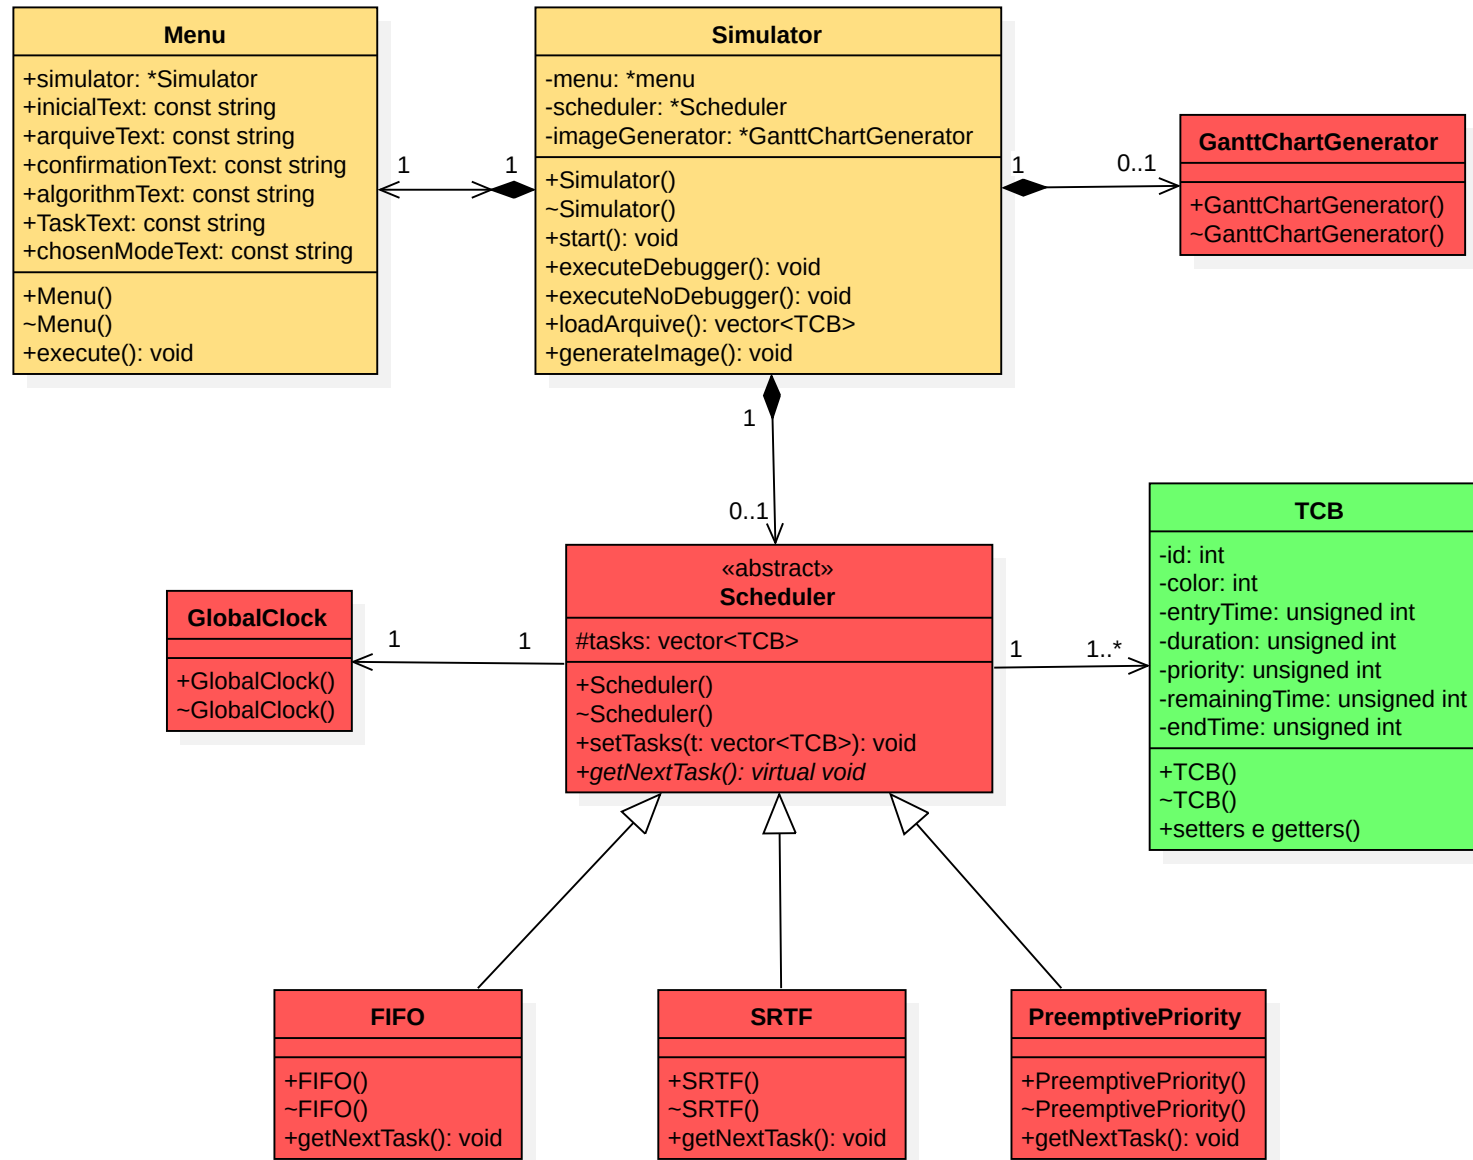 Menu
+simulator: *Simulator
+inicialText: const string
+arquiveText: const string
+confirmationText: const string
+algorithmText: const string
+TaskText: const string
+chosenModeText: const string
+Menu()
~Menu()
+execute(): void
1
1
Simulator
-menu: *menu
-scheduler: *Scheduler
-imageGenerator: *GanttChartGenerator
+Simulator()
~Simulator()
+start(): void
+executeDebugger(): void
+executeNoDebugger(): void
+loadArquive(): vector<TCB>
+generateImage(): void
1
0..1
GanttChartGenerator
+GanttChartGenerator()
~GanttChartGenerator()
1
0..1
GlobalClock
+GlobalClock()
~GlobalClock()
1
1
«abstract»
Scheduler
#tasks: vector<TCB>
+Scheduler()
~Scheduler()
+setTasks(t: vector<TCB>): void
+getNextTask(): virtual void
1
1..*
TCB
-id: int
-color: int
-entryTime: unsigned int
-duration: unsigned int
-priority: unsigned int
-remainingTime: unsigned int
-endTime: unsigned int
+TCB()
~TCB()
+setters e getters()
FIFO
+FIFO()
~FIFO()
+getNextTask(): void
SRTF
+SRTF()
~SRTF()
+getNextTask(): void
PreemptivePriority
+PreemptivePriority()
~PreemptivePriority()
+getNextTask(): void